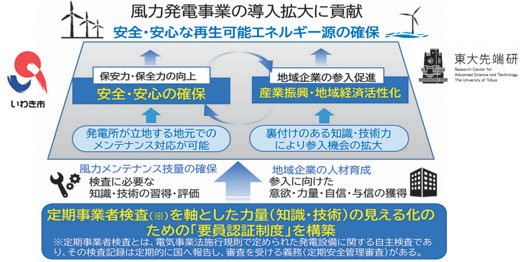 風力発電事業の導入拡大に貢献
安全・安心な再生可能エネルギー源の確保
いわき市
東大先端研
Research Center for
Advanced Science and Technology
The University of Tokyo
保安力・保全力の向上
安全・安心の確保
地域企業の参入促進
産業振興・地域経済活性化
発電所が立地する地元での
メンテナンス対応が可能
裏付けのある知識・技術力
により参入機会の拡大
風力メンテナンス技量の確保
検査に必要な
知識・技術の習得・評価
地域企業の人材育成
参入に向けた
意欲・力量・自信・与信の獲得
定期事業者検査(※)を軸とした力量(知識・技術)の見える化の
ための「要員認証制度」を構築
※定期事業者検査とは、電気事業法施行規則で定められた発電設備に関する自主検査であ
り、その検査記録は定期的に国へ報告し、審査を受ける義務(定期安全管理審査)がある。